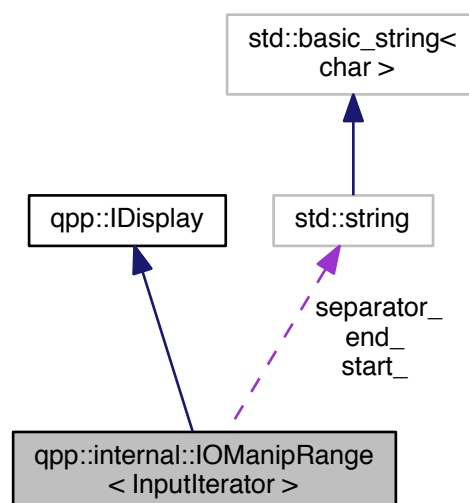 std::basic_string<
char >
qpp::IDisplay
std::string
separator_
end_
start_
qpp::internal::IOManipRange
< InputIterator >